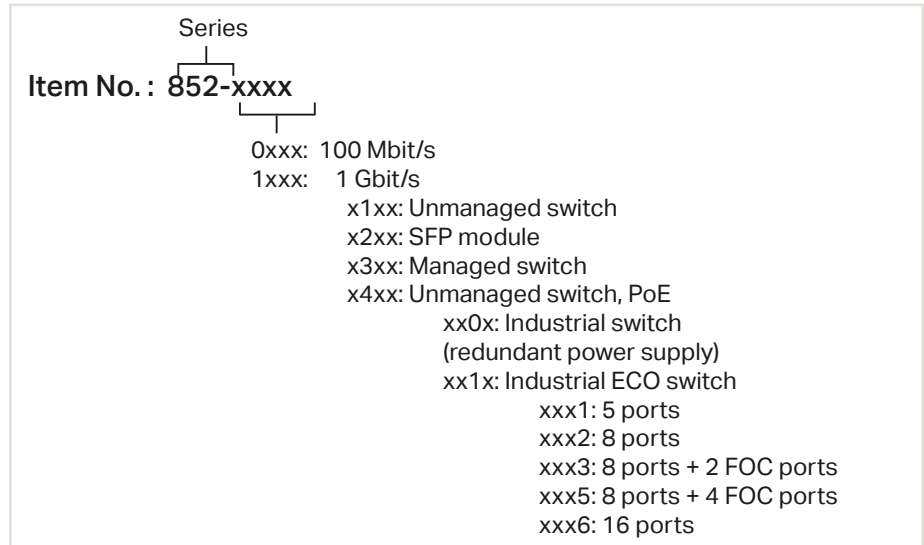 Series
Item No. : 852-xxxx
0xxx: 100 Mbit/s
1xxx: 1 Gbit/s
x1xx: Unmanaged switch
x2xx: SFP module
x3xx: Managed switch
x4xx: Unmanaged switch, PoE
xx0x: Industrial switch
(redundant power supply)
xx1x: Industrial ECO switch
xxx1: 5 ports
xxx2: 8 ports
xxx3: 8 ports + 2 FOC ports
xxx5: 8 ports + 4 FOC ports
xxx6: 16 ports